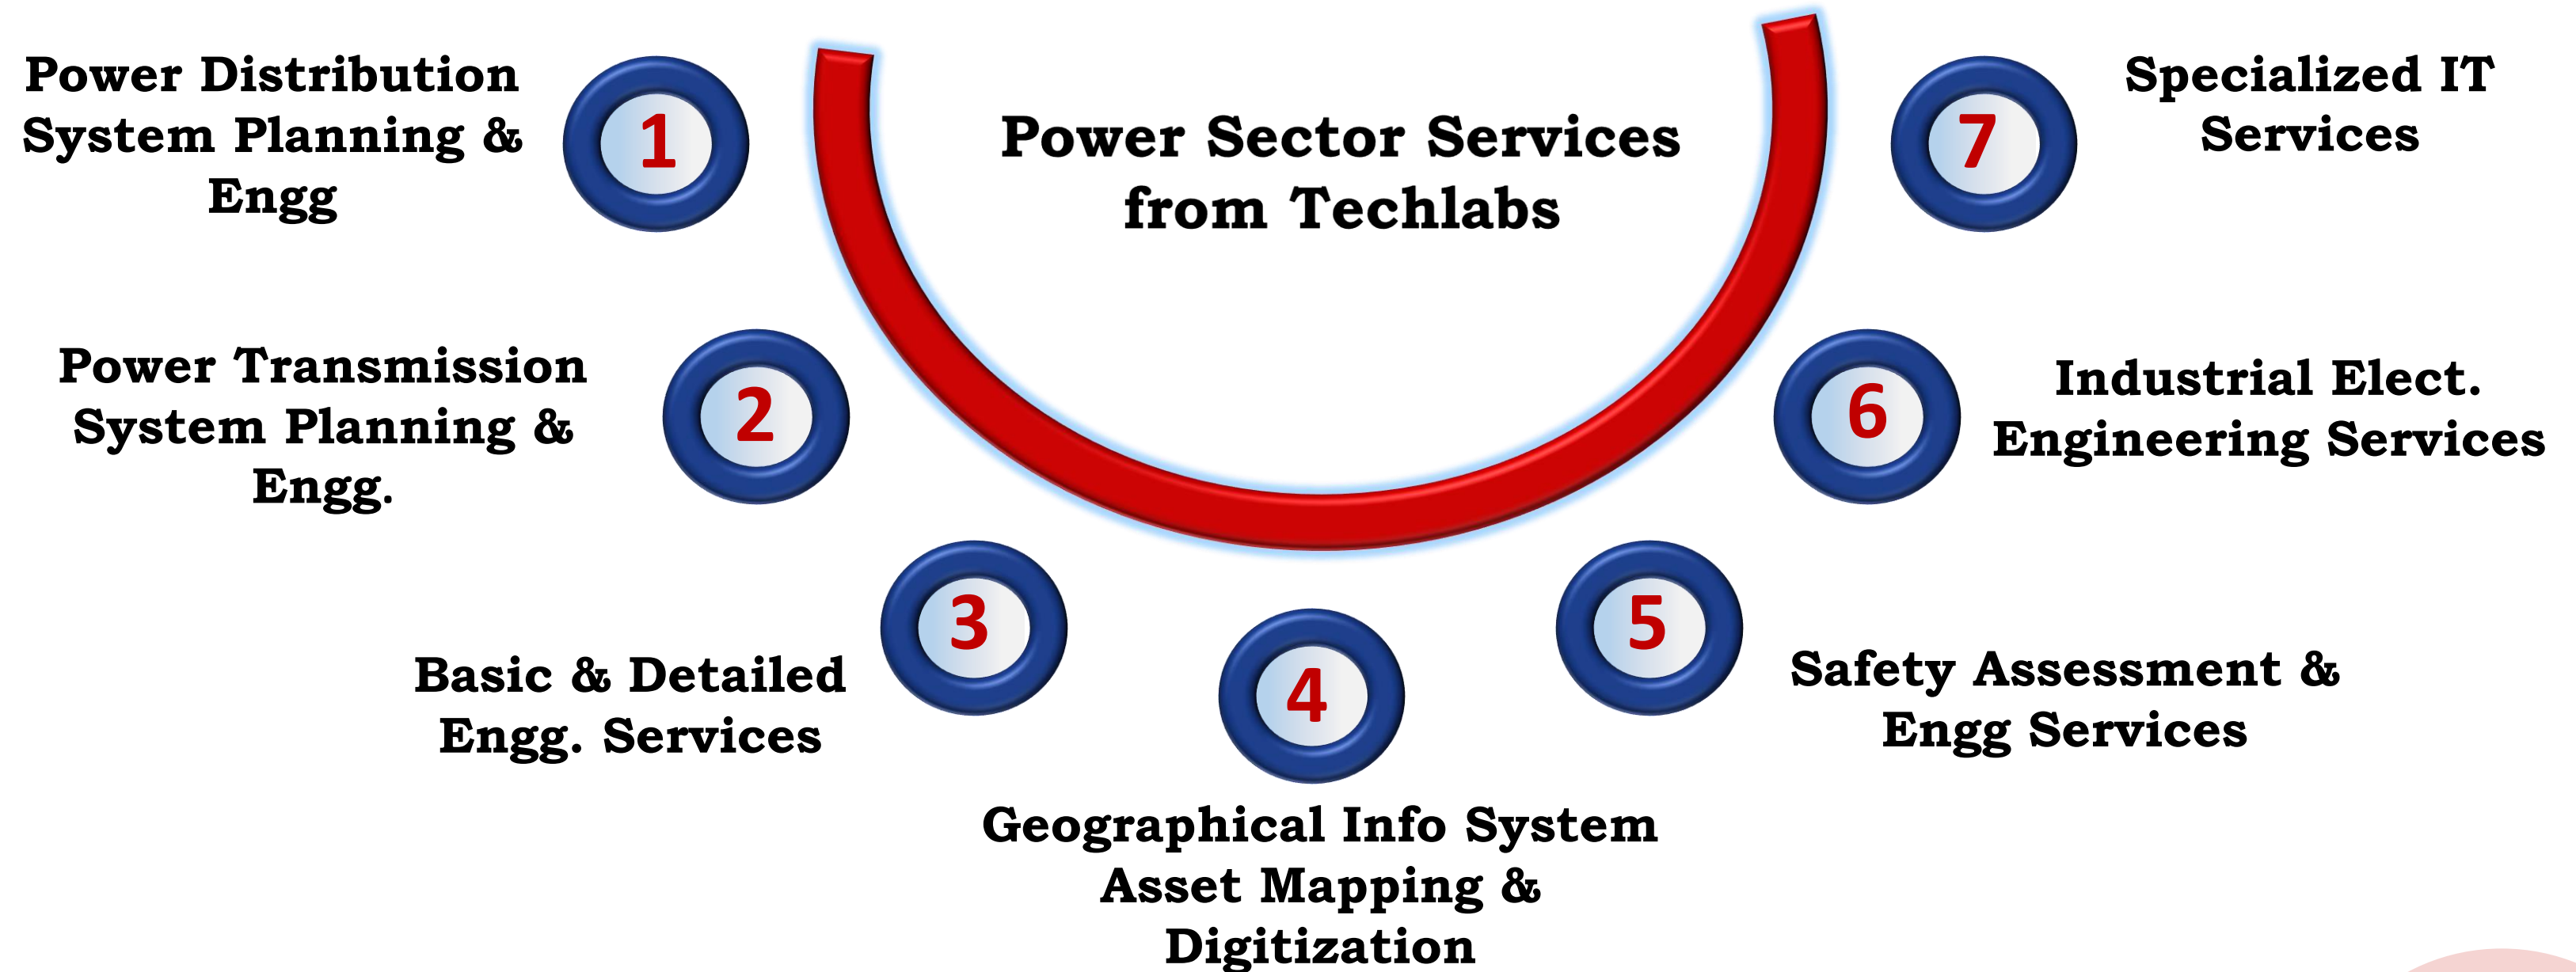 Power Sector Services
from Techlabs
1
Power Distribution
System Planning &
Engg
2
Power Transmission
System Planning &
Engg.
3
Basic & Detailed
Engg. Services
4
Geographical Info System
Asset Mapping &
Digitization
5
Safety Assessment &
Engg Services
6
Industrial Elect.
Engineering Services
7
Specialized IT
Services